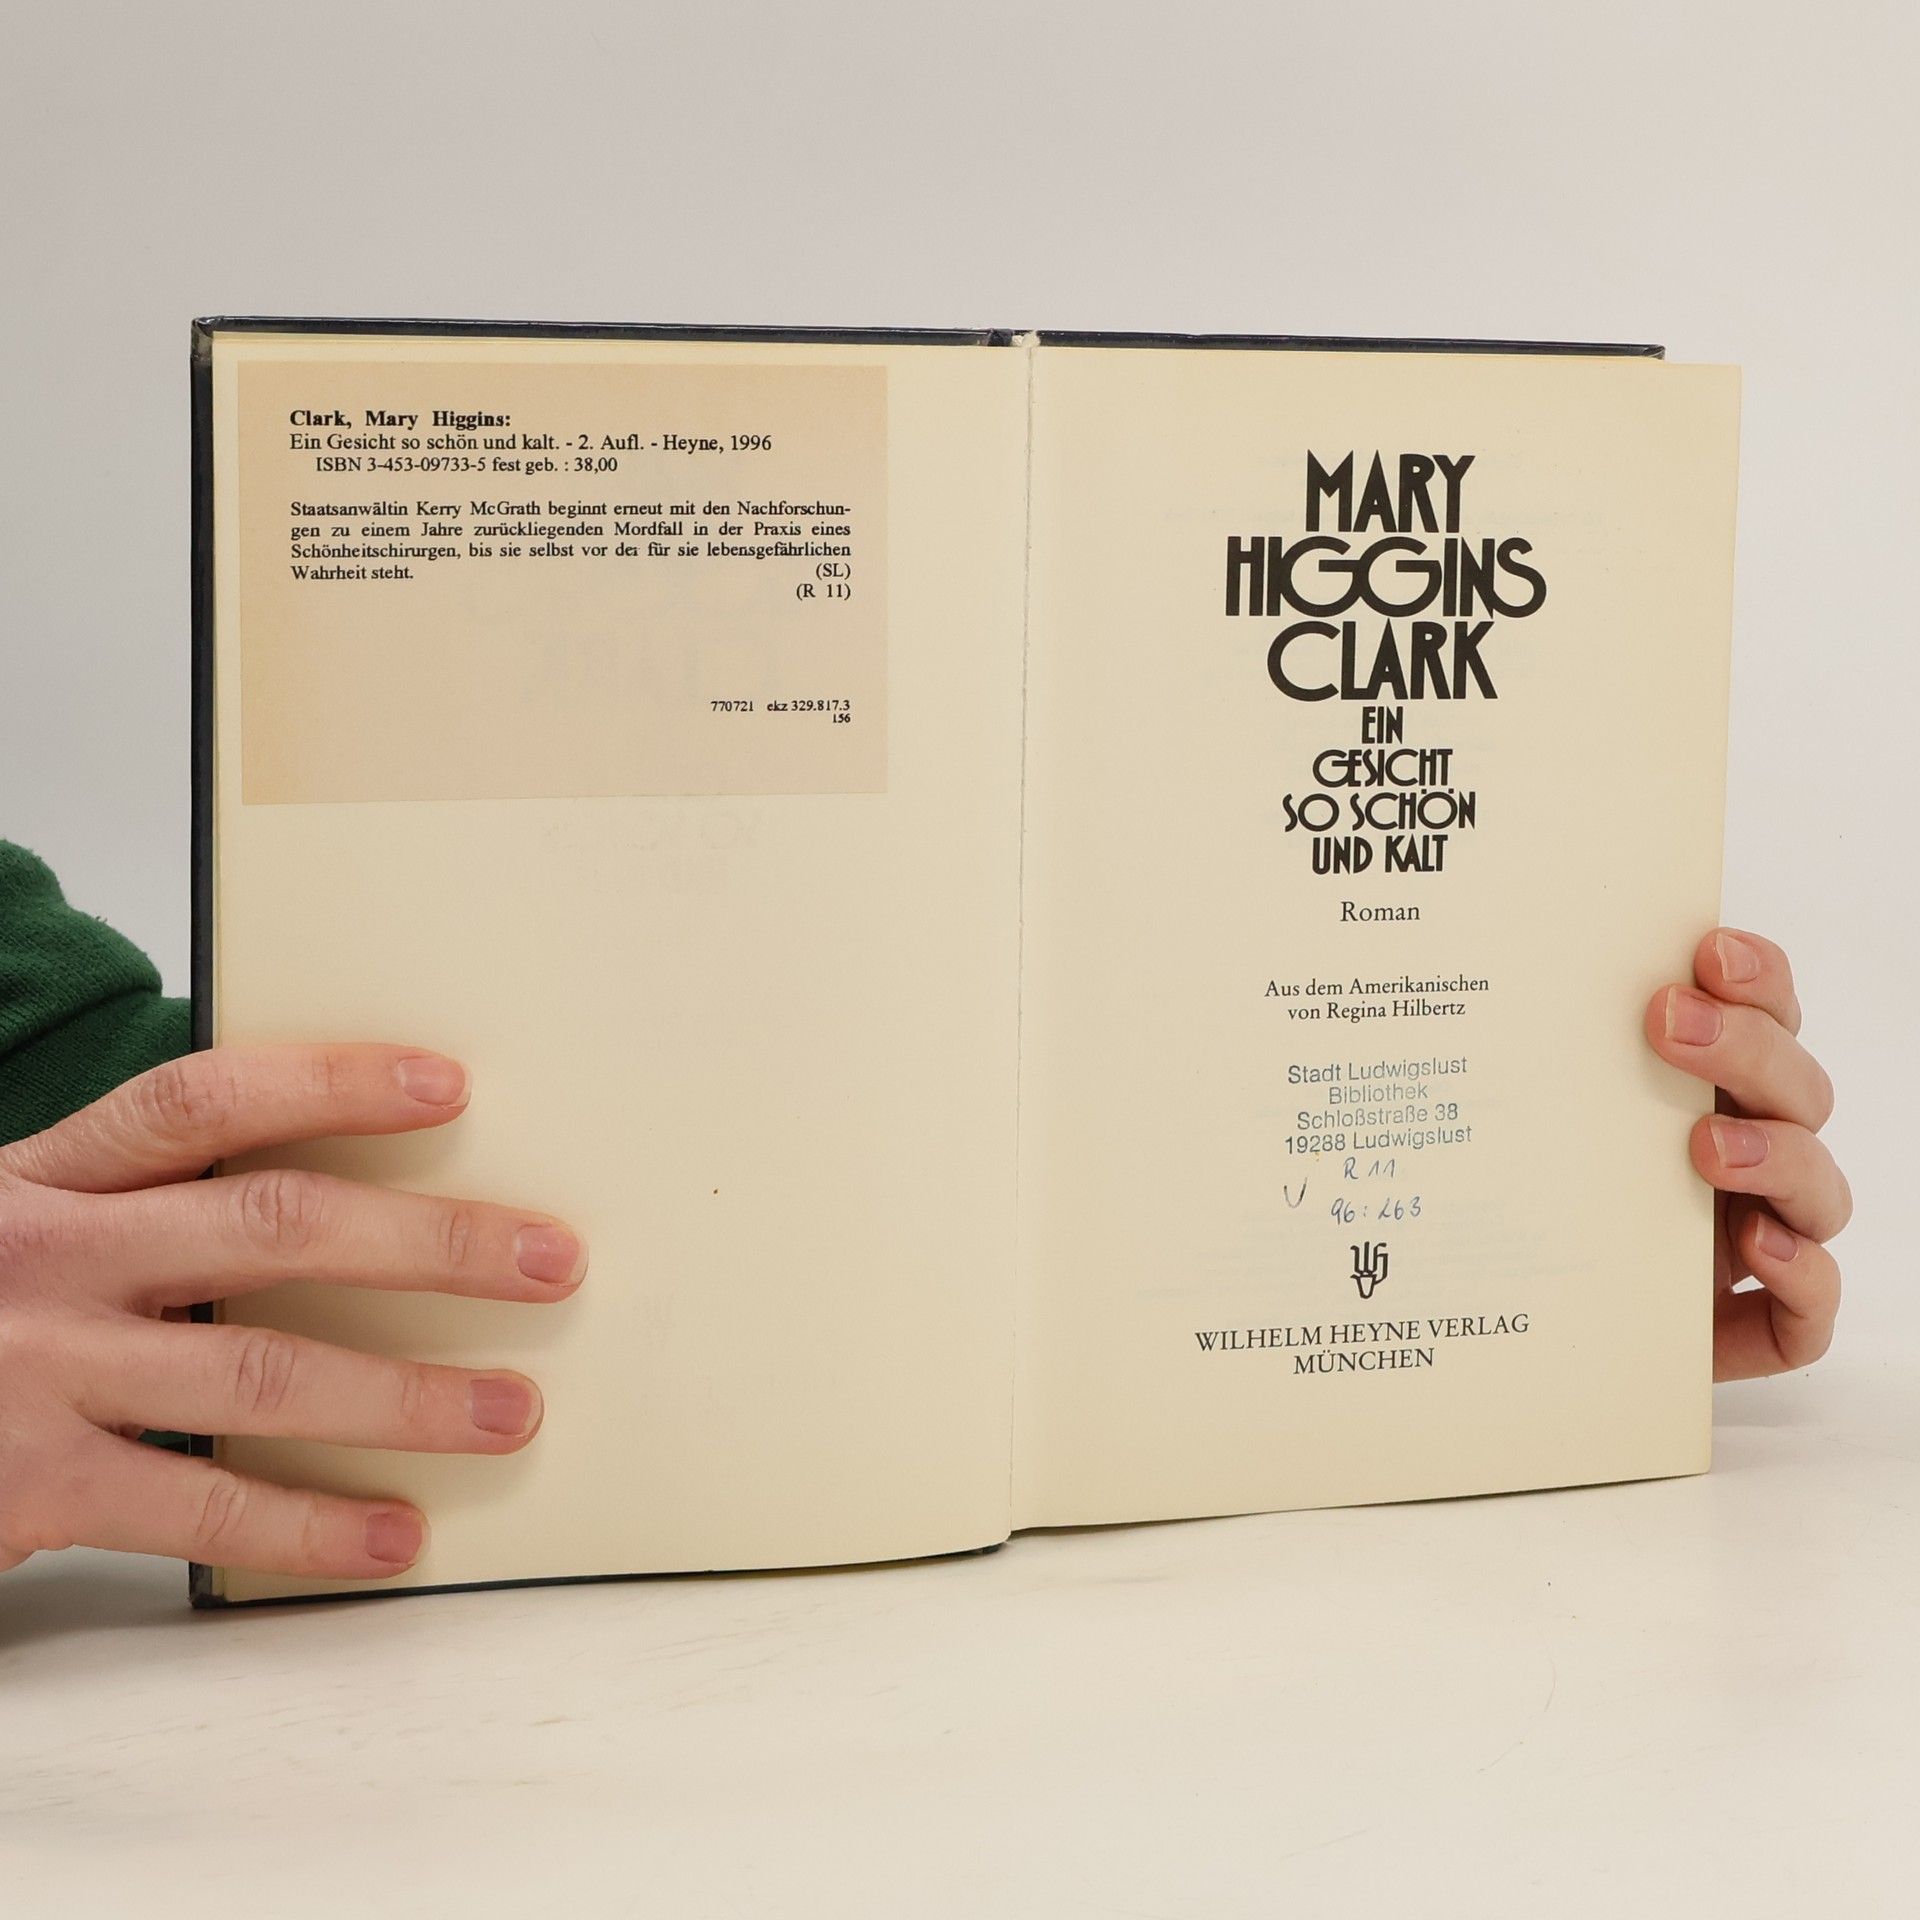 Clark, Mary Higgins:
Ein Gesicht so schön und kalt. - 2. Aufl. - Heyne, 1996
ISBN 3-453-09733-5 fest geb. : 38,00
Staatsanwältin Kerry McGrath beginnt erneut mit den Nachforschun-
gen zu einem Jahre zurückliegenden Mordfall in der Praxis eines
Schönheitschirurgen, bis sie selbst vor der für sie lebensgefährlichen
Wahrheit steht. (SL)
(R 11)
770721 ekz 329.817.3
156
MARY
HIGGINS
CLARK
EIN
GESICHT
SO SCHÖN
UND KALT
Roman
Aus dem Amerikanischen
von Regina Hilbertz
Stadt Ludwigslust
Bibliothek
Schloßstraße 38
19288 Ludwigslust
R 11
96: 263
WILHELM HEYNE VERLAG
MÜNCHEN